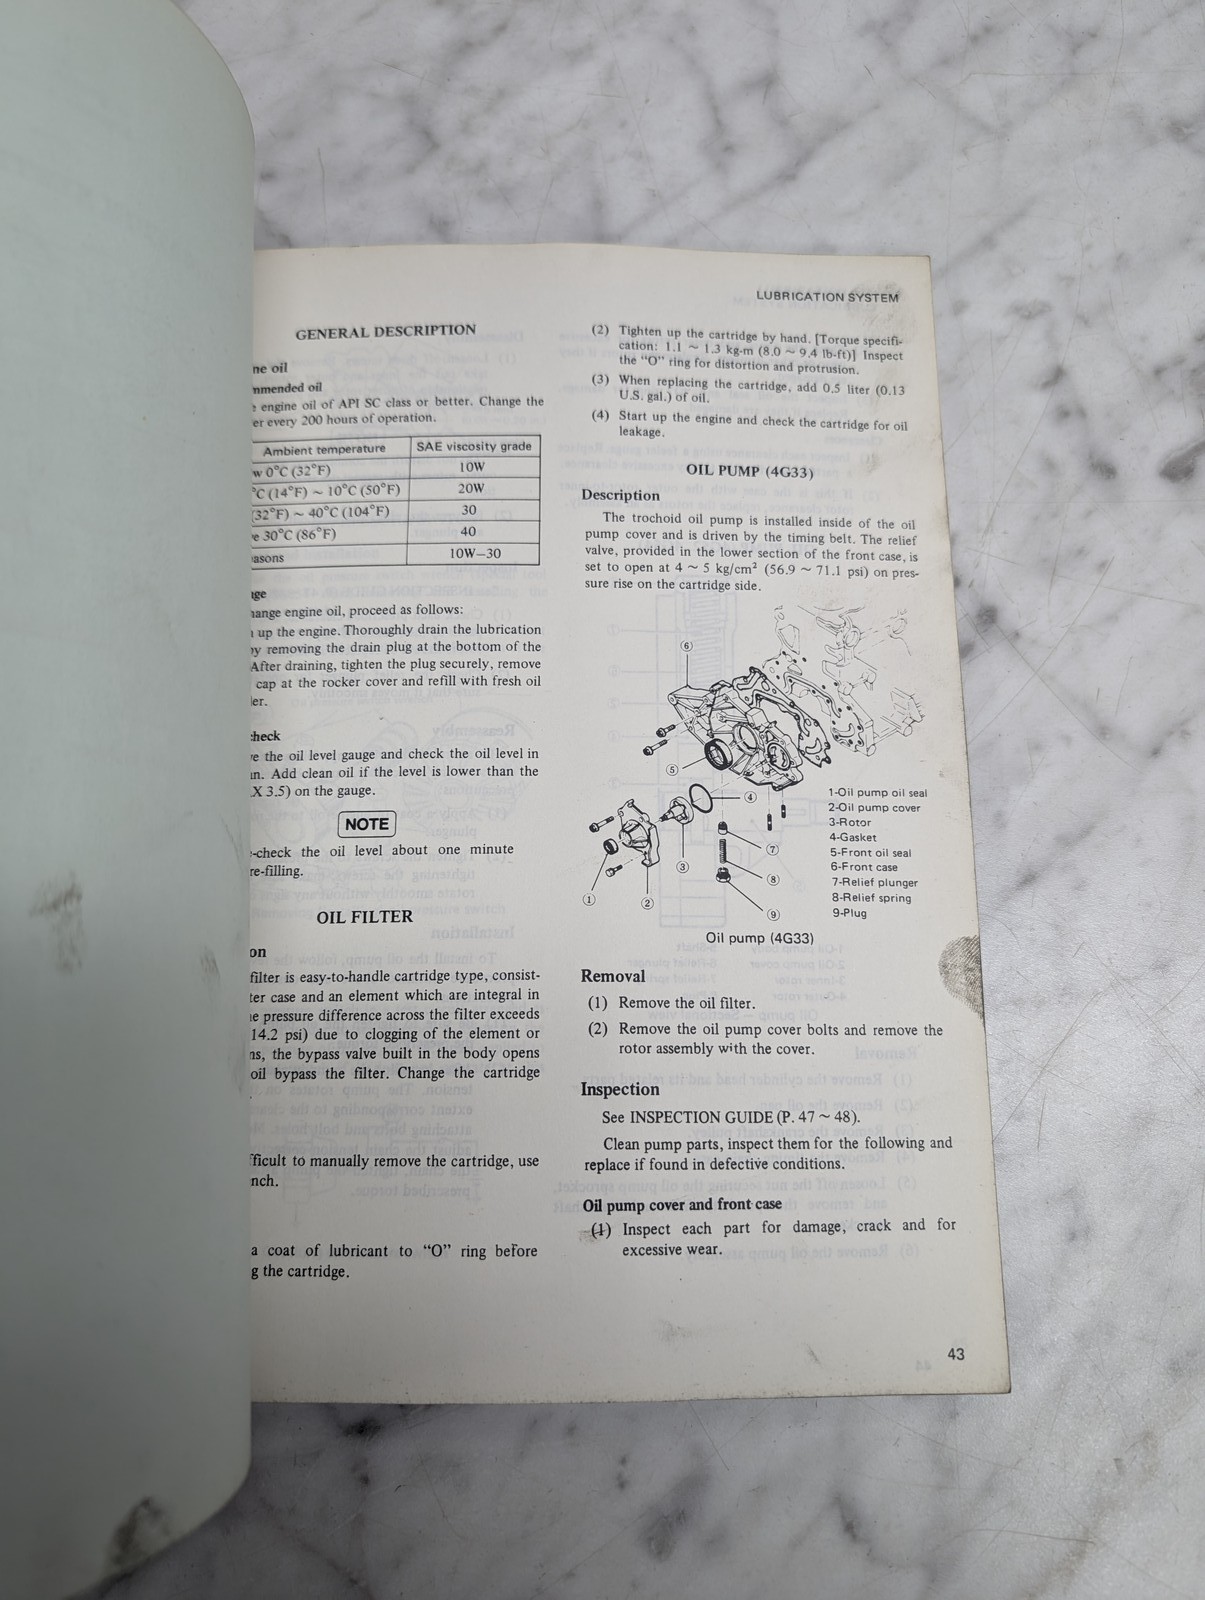 LUBRICATION SYSTEM
GENERAL DESCRIPTION
ne oil
mmended oil
engine oil of API SC class or better. Change the
er every 200 hours of operation.
Ambient temperature SAE viscosity grade
w 0°C (32°F) 10W
°C (14°F) ~ 10°C (50°F) 20W
(32°F) ~ 40°C (104°F) 30
e 30°C (86°F) 40
asons 10W–30
ge
ange engine oil, proceed as follows:
up the engine. Thoroughly drain the lubrication
y removing the drain plug at the bottom of the
After draining, tighten the plug securely, remove
cap at the rocker cover and refill with fresh oil
er.
heck
e the oil level gauge and check the oil level in
n. Add clean oil if the level is lower than the
X 3.5) on the gauge.
NOTE
-check the oil level about one minute
re-filling.
OIL FILTER
on
filter is easy-to-handle cartridge type, consist-
ter case and an element which are integral in
e pressure difference across the filter exceeds
14.2 psi) due to clogging of the element or
ns, the bypass valve built in the body opens
oil bypass the filter. Change the cartridge
fficult to manually remove the cartridge, use
nch.
a coat of lubricant to "O" ring before
g the cartridge.
(2) Tighten up the cartridge by hand. [Torque specifi-
cation: 1.1 ~ 1.3 kg-m (8.0 ~ 9.4 lb-ft)] Inspect
the "O" ring for distortion and protrusion.
(3) When replacing the cartridge, add 0.5 liter (0.13
U.S. gal.) of oil.
(4) Start up the engine and check the cartridge for oil
leakage.
OIL PUMP (4G33)
Description
The trochoid oil pump is installed inside of the oil
pump cover and is driven by the timing belt. The relief
valve, provided in the lower section of the front case, is
set to open at 4 ~ 5 kg/cm² (56.9 ~ 71.1 psi) on pres-
sure rise on the cartridge side.
⑥
⑤
④
③
⑦
⑧
①
②
⑨
1-Oil pump oil seal
2-Oil pump cover
3-Rotor
4-Gasket
5-Front oil seal
6-Front case
7-Relief plunger
8-Relief spring
9-Plug
Oil pump (4G33)
Removal
(1) Remove the oil filter.
(2) Remove the oil pump cover bolts and remove the
rotor assembly with the cover.
Inspection
See INSPECTION GUIDE (P. 47 ~ 48).
Clean pump parts, inspect them for the following and
replace if found in defective conditions.
Oil pump cover and front case
(1) Inspect each part for damage, crack and for
excessive wear.
43